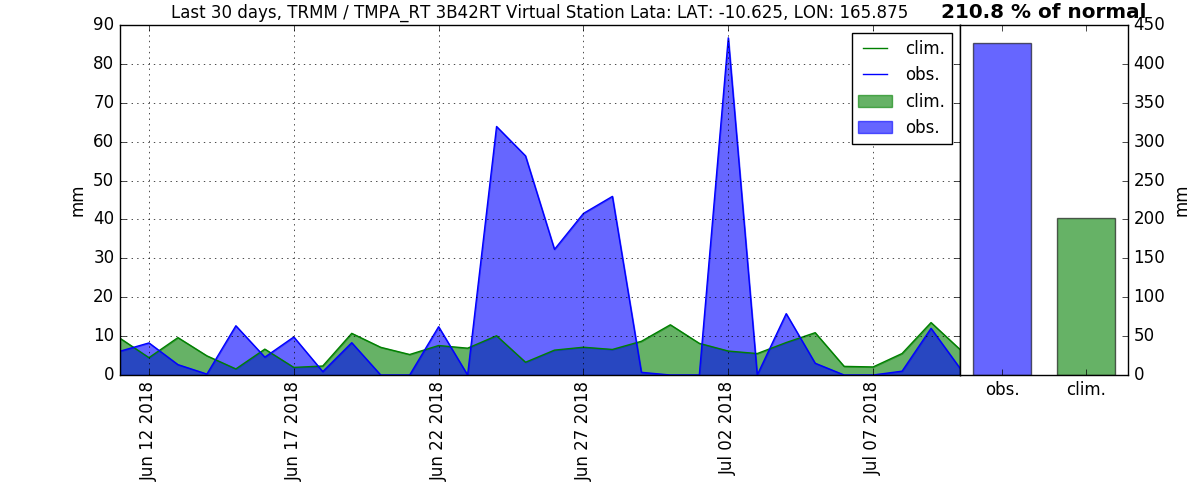 Last 30 days, TRMM / TMPA_RT 3B42RT Virtual Station Lata: LAT: -10.625, LON: 165.875
210.8 % of normal
90
80
70
60
50
40
30
20
10
0
mm
clim.
obs.
clim.
obs.
Jun 12 2018
Jun 17 2018
Jun 22 2018
Jun 27 2018
Jul 02 2018
Jul 07 2018
450
400
350
300
250
200
150
100
50
0
mm
obs.
clim.